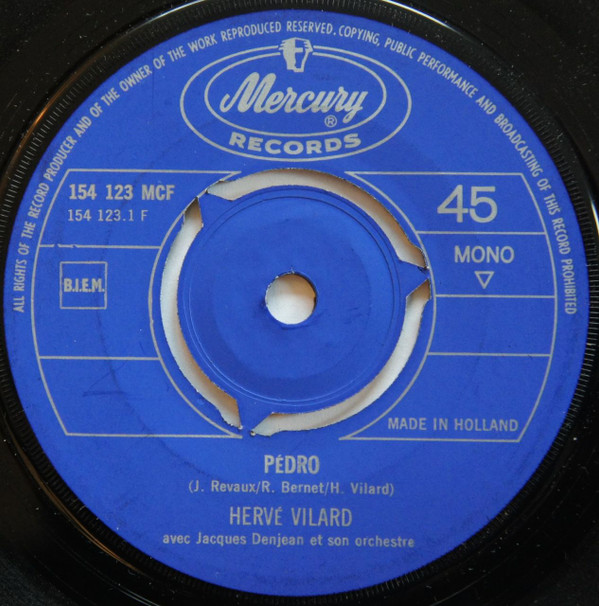 ALL RIGHTS OF THE RECORD PRODUCER AND OF THE OWNER OF THE WORK REPRODUCED RESERVED. COPYING, PUBLIC PERFORMANCE AND BROADCASTING OF THIS RECORD PROHIBITED
Mercury ®
RECORDS
154 123 MCF
154 123.1 F
45
MONO
▽
B.I.E.M.
MADE IN HOLLAND
PÉDRO
(J. Revaux/R. Bernet/H. Vilard)
HERVÉ VILARD
avec Jacques Denjean et son orchestre